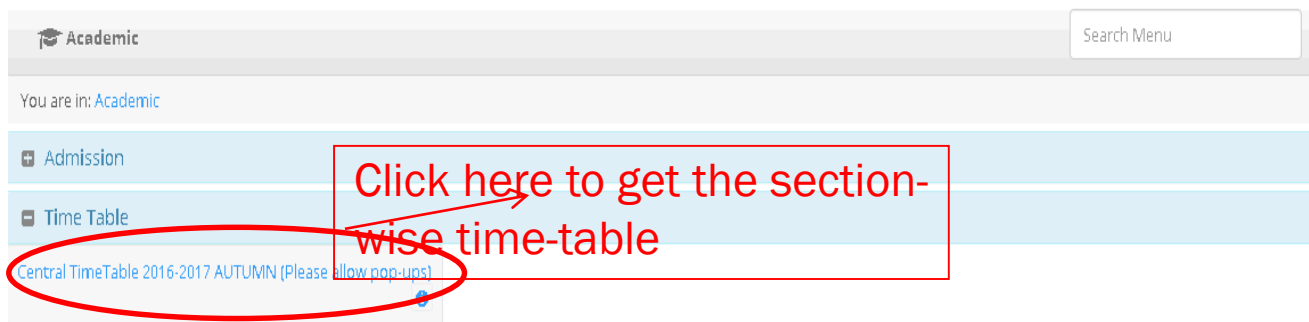 Academic
Search Menu
You are in: Academic
Admission
Click here to get the section-
wise time-table
Time Table
Central TimeTable 2016-2017 AUTUMN (Please allow pop-ups)